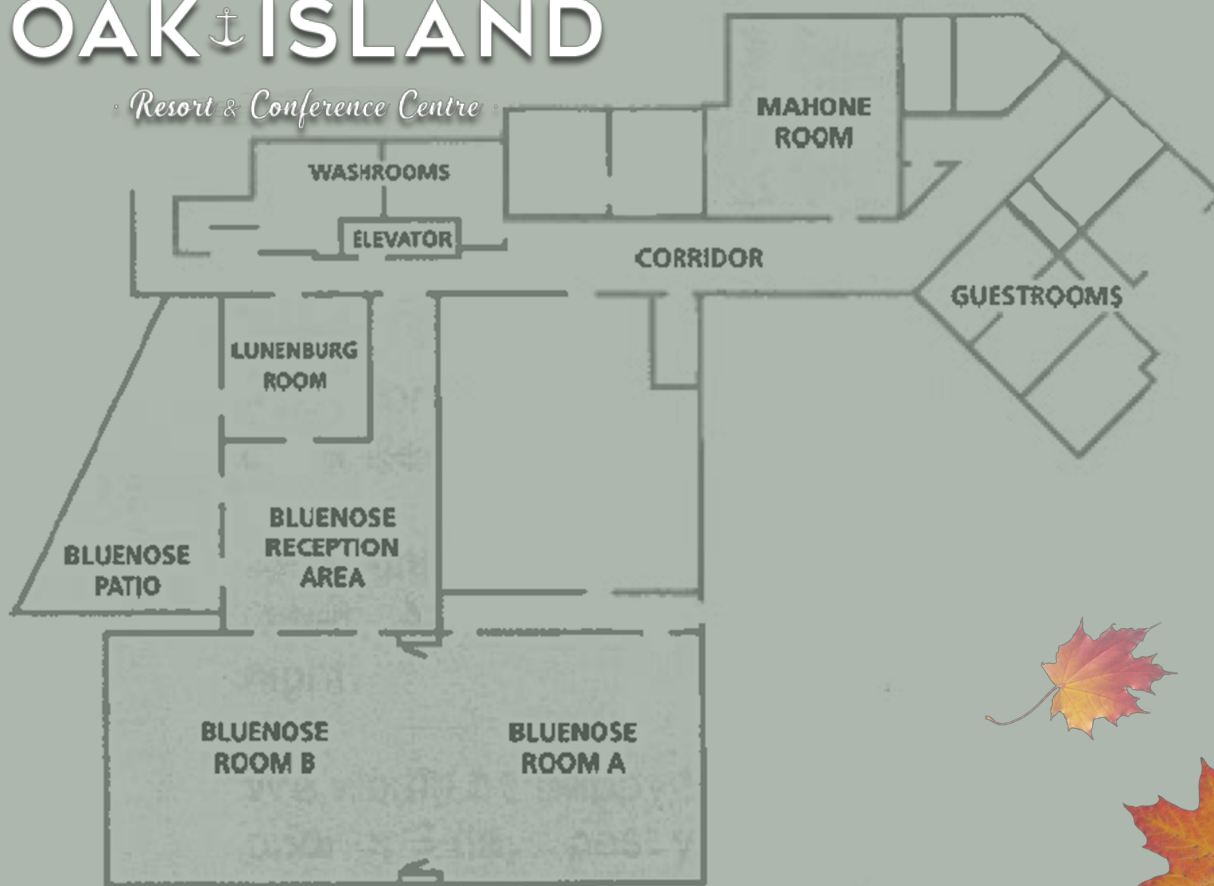 OAK ISLAND
· Resort & Conference Centre ·
MAHONE
ROOM
WASHROOMS
ELEVATOR
CORRIDOR
GUESTROOMS
LUNENBURG
ROOM
BLUENOSE
RECEPTION
AREA
BLUENOSE
PATIO
BLUENOSE
ROOM B
BLUENOSE
ROOM A